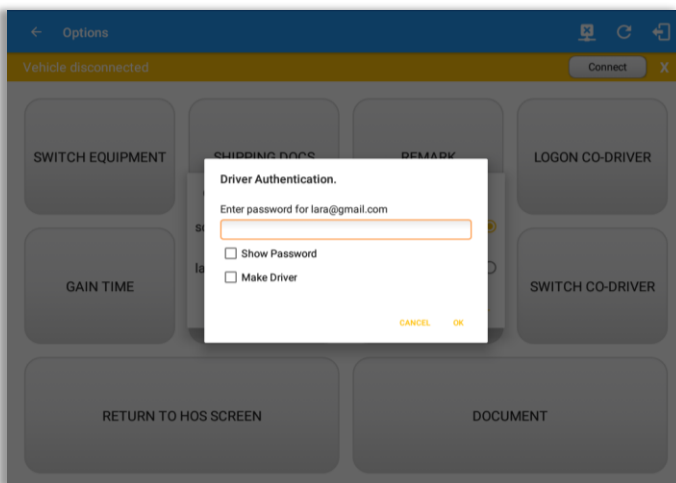 Options
Vehicle disconnected
Connect
X
SWITCH EQUIPMENT
SHIPPING DOCS
REMARK
LOGON CO-DRIVER
Driver Authentication.
Enter password for lara@gmail.com
Show Password
Make Driver
CANCEL OK
GAIN TIME
SWITCH CO-DRIVER
RETURN TO HOS SCREEN
DOCUMENT